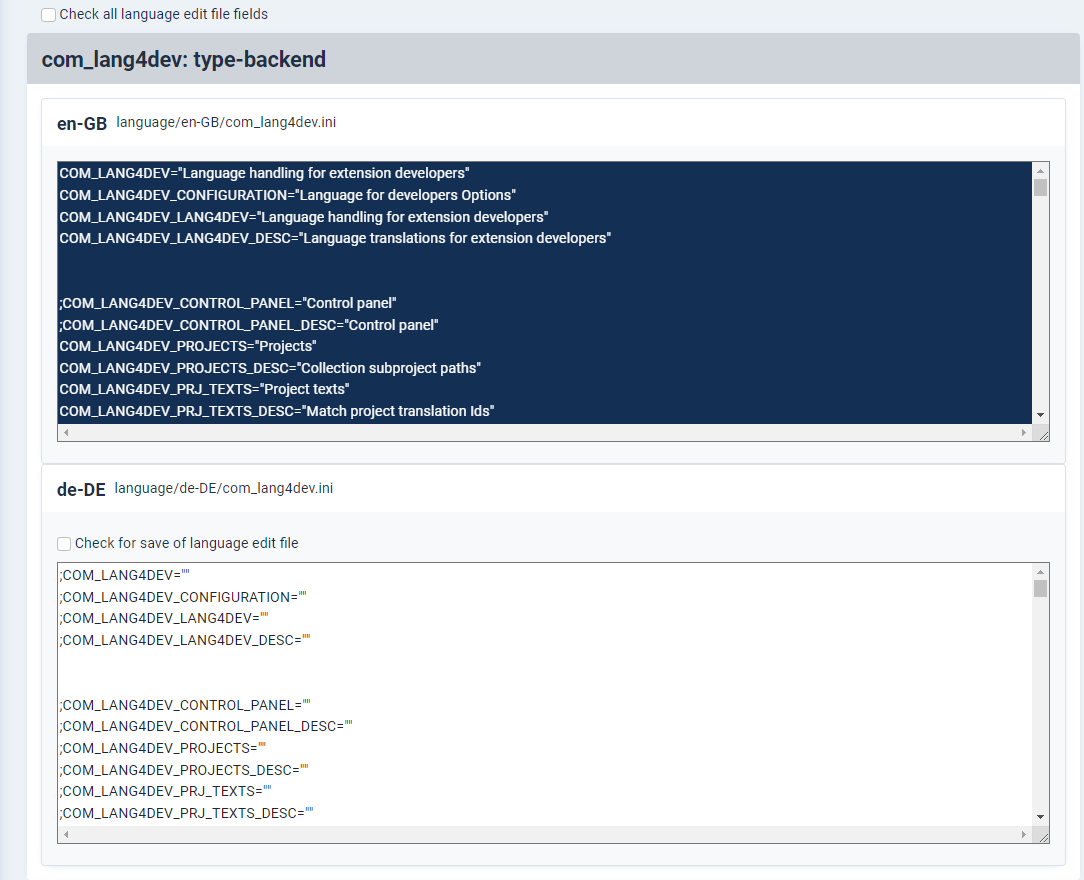 Check all language edit file fields
com_lang4dev: type-backend
en-GB language/en-GB/com_lang4dev.ini
COM_LANG4DEV="Language handling for extension developers"
COM_LANG4DEV_CONFIGURATION="Language for developers Options"
COM_LANG4DEV_LANG4DEV="Language handling for extension developers"
COM_LANG4DEV_LANG4DEV_DESC="Language translations for extension developers"
;COM_LANG4DEV_CONTROL_PANEL="Control panel"
;COM_LANG4DEV_CONTROL_PANEL_DESC="Control panel"
COM_LANG4DEV_PROJECTS="Projects"
COM_LANG4DEV_PROJECTS_DESC="Collection subproject paths"
COM_LANG4DEV_PRJ_TEXTS="Project texts"
COM_LANG4DEV_PRJ_TEXTS_DESC="Match project translation Ids"
de-DE language/de-DE/com_lang4dev.ini
Check for save of language edit file
;COM_LANG4DEV=""
;COM_LANG4DEV_CONFIGURATION=""
;COM_LANG4DEV_LANG4DEV=""
;COM_LANG4DEV_LANG4DEV_DESC=""
;COM_LANG4DEV_CONTROL_PANEL=""
;COM_LANG4DEV_CONTROL_PANEL_DESC=""
;COM_LANG4DEV_PROJECTS=""
;COM_LANG4DEV_PROJECTS_DESC=""
;COM_LANG4DEV_PRJ_TEXTS=""
;COM_LANG4DEV_PRJ_TEXTS_DESC=""